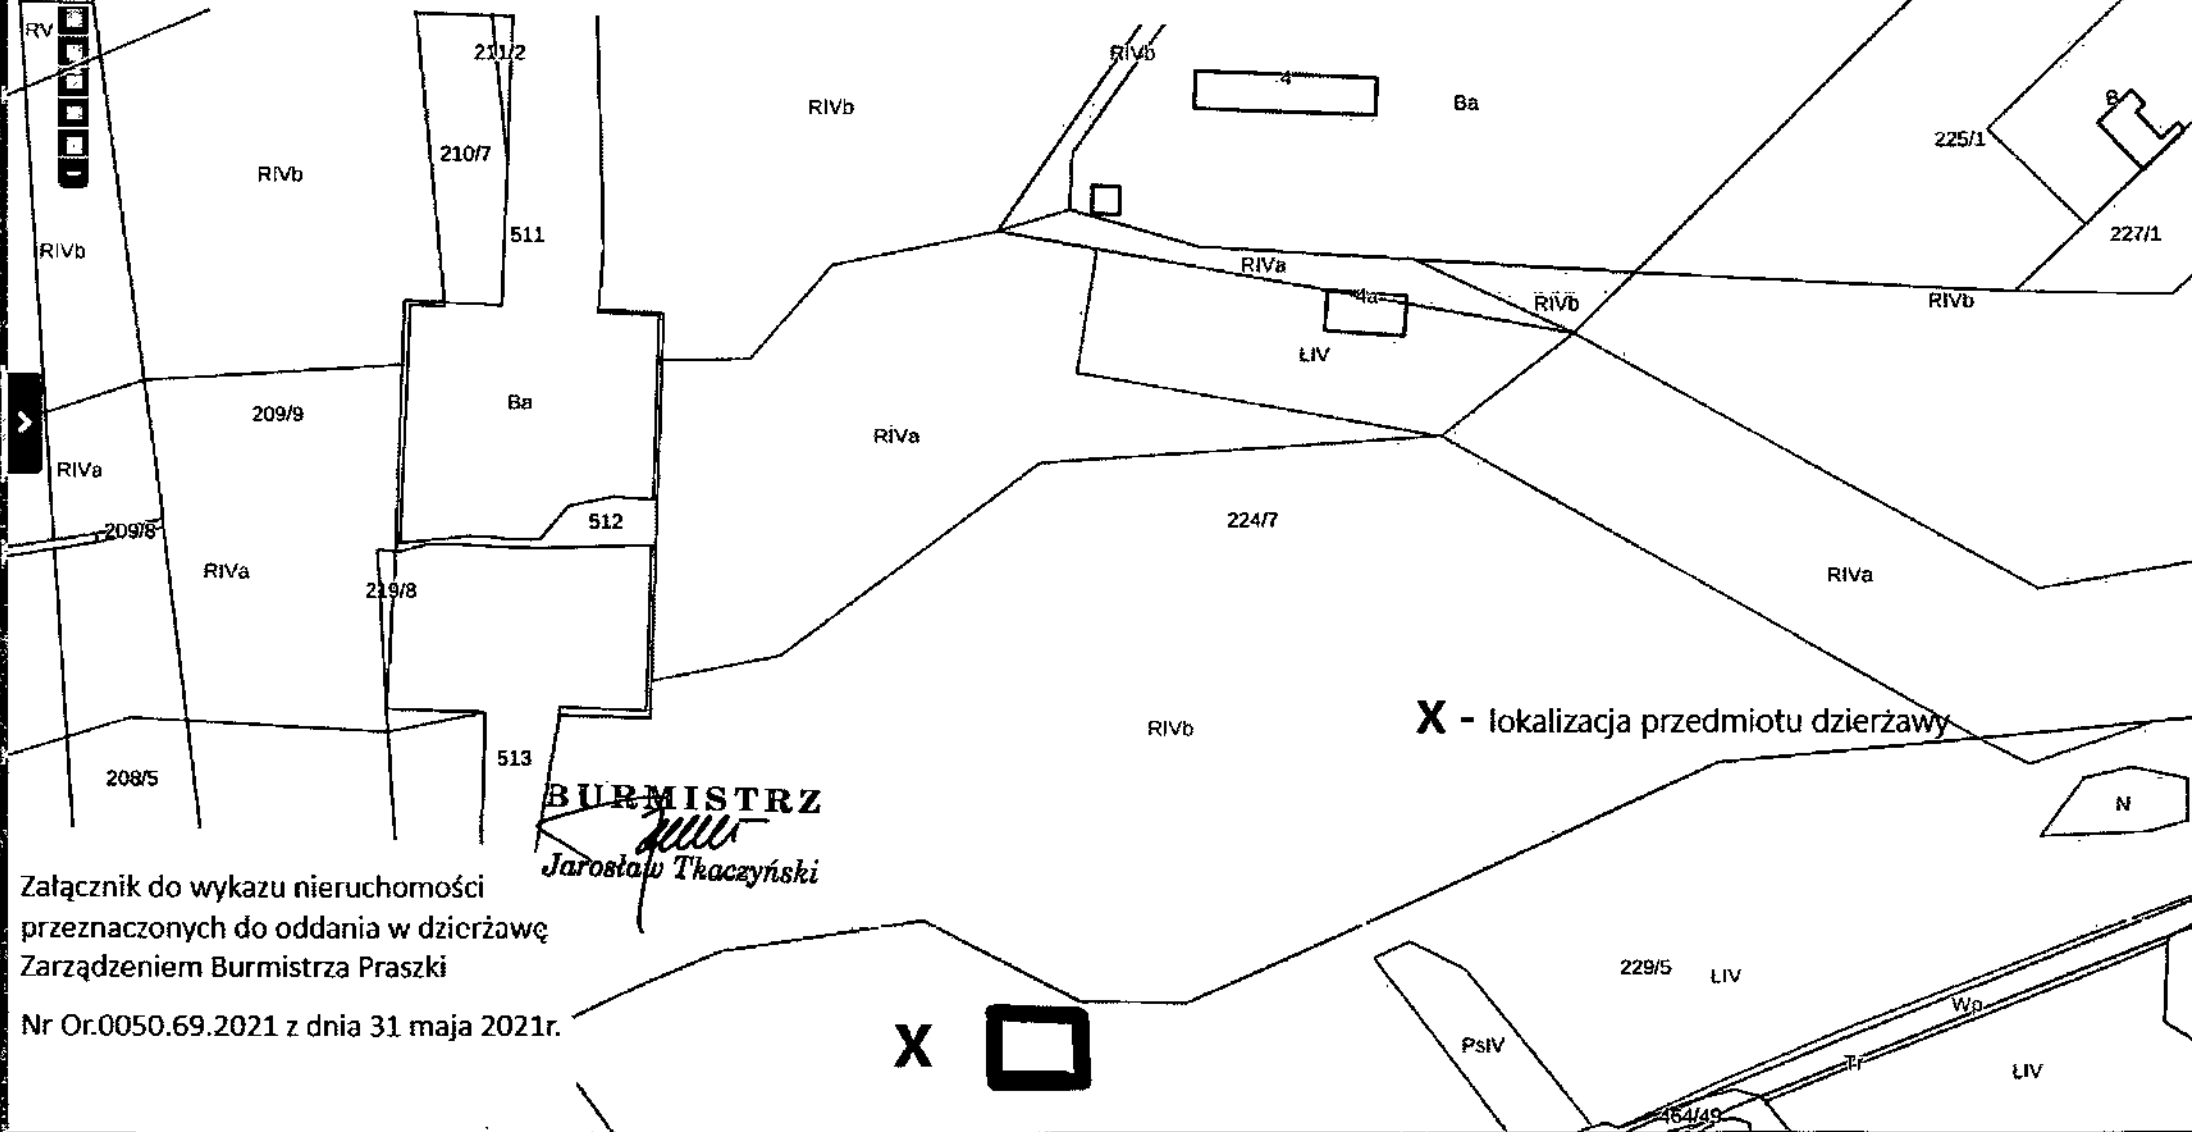 RV
211/2
RIVb
4
Ba
RIVb
225/1
210/7
RIVb
511
227/1
RIVb
RIVa
4a
RIVb
RIVb
ŁIV
209/9
Ba
RIVa
RIVa
209/8
512
224/7
RIVa
219/8
RIVa
X - lokalizacja przedmiotu dzierżawy
RIVb
513
208/5
BURMISTRZ
Jarosław Tkaczyński
N
Załącznik do wykazu nieruchomości
przeznaczonych do oddania w dzierżawę
Zarządzeniem Burmistrza Praszki
Nr Or.0050.69.2021 z dnia 31 maja 2021r.
X
229/5
ŁIV
Wp
PsIV
Tr
ŁIV
464/49